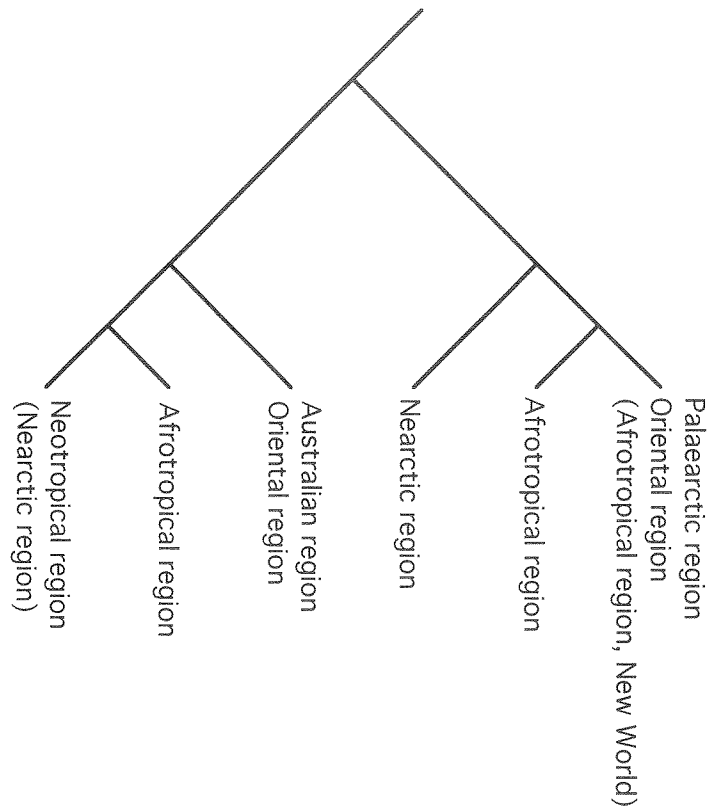 Palaearctic region
Oriental region
(Afrotropical region, New World)
Afrotropical region
Nearctic region
Australian region
Oriental region
Afrotropical region
Neotropical region
(Nearctic region)